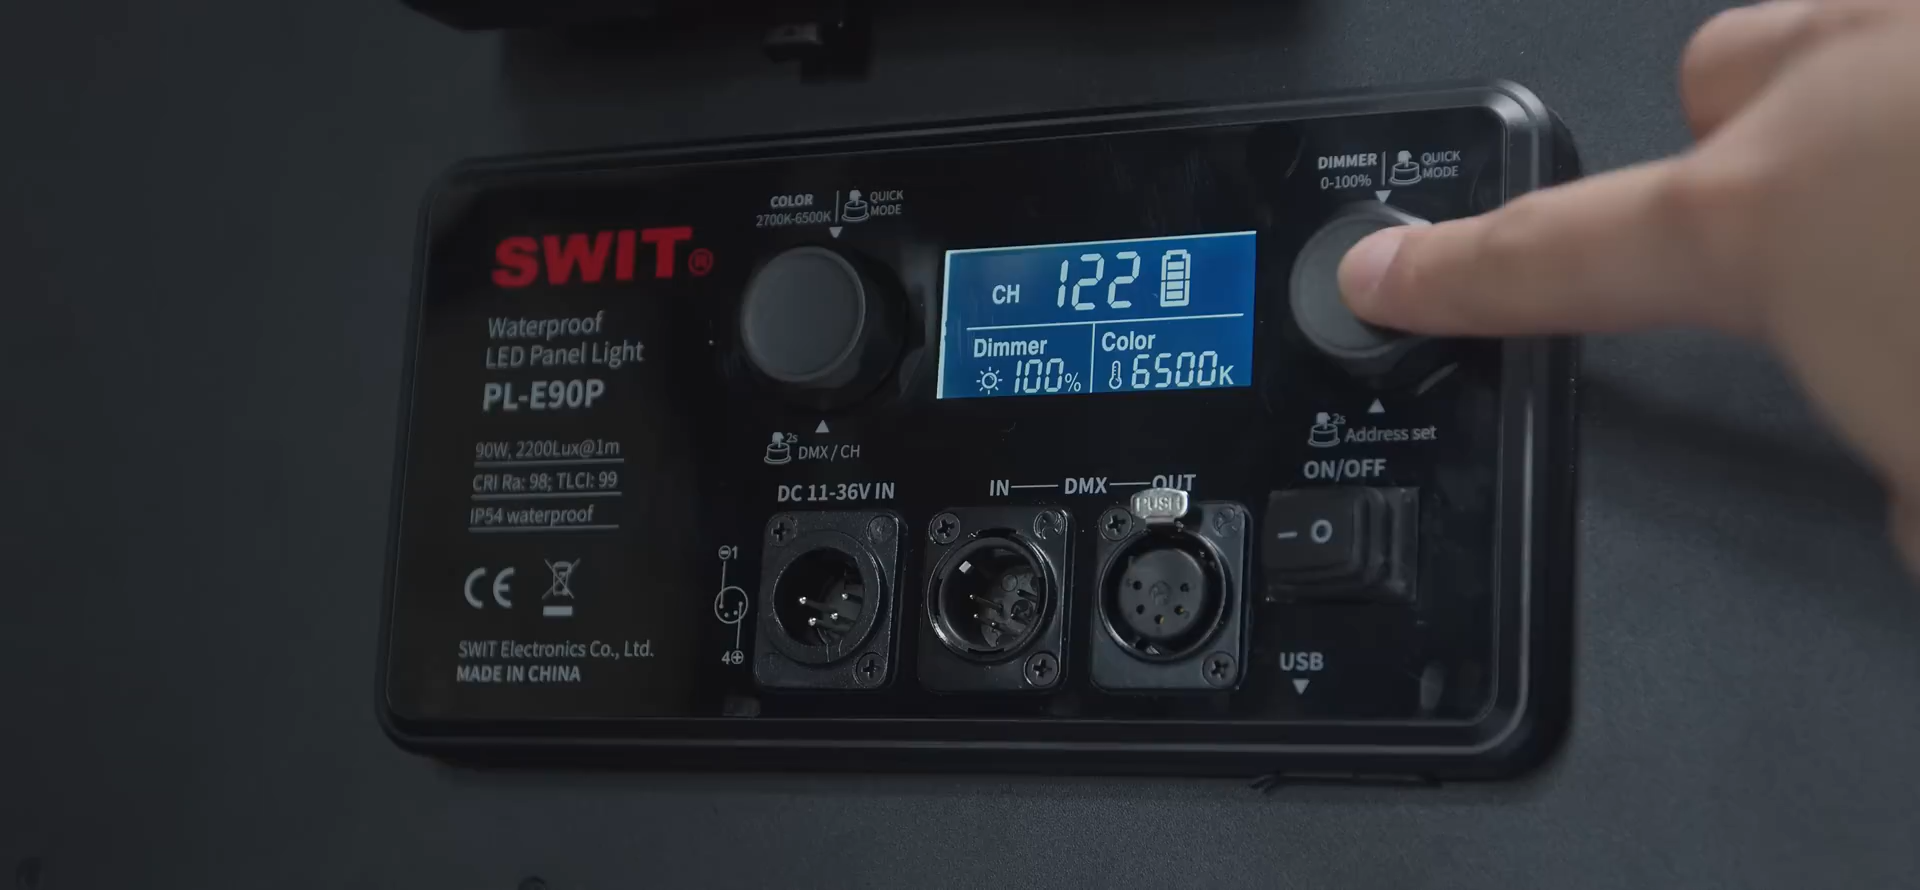 SWIT®
Waterproof
LED Panel Light
PL-E90P
90W, 2200Lux@1m
CRI Ra: 98; TLCI: 99
IP54 waterproof
CE
SWIT Electronics Co., Ltd.
MADE IN CHINA
COLOR
2700K-6500K
QUICK
MODE
CH 122
Dimmer
100%
Color
6500K
DIMMER
0-100%
QUICK
MODE
2s
DMX / CH
2s
Address set
DC 11-36V IN
IN DMX OUT
PUSH
ON/OFF
– O
⊖1
4⊕
USB